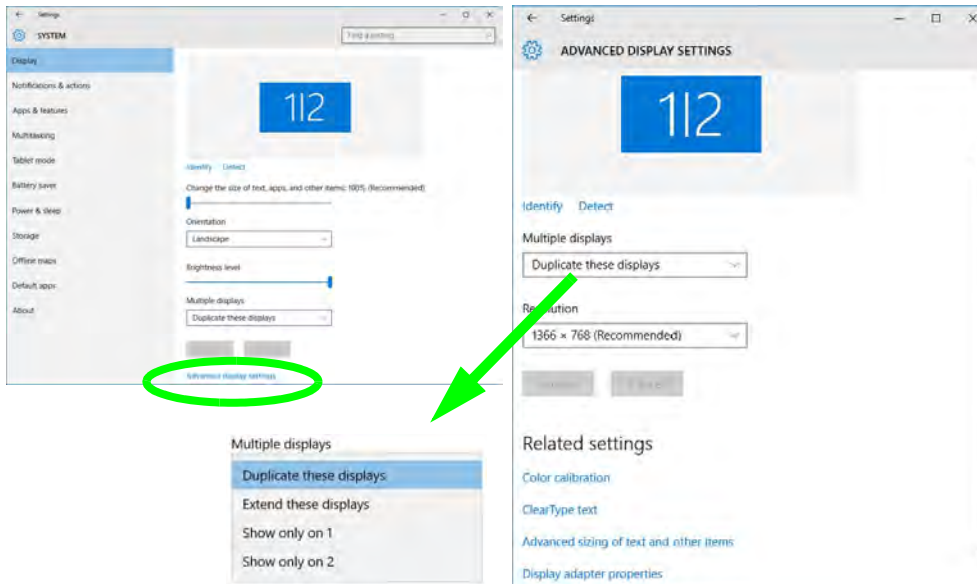 Settings
SYSTEM
Find a setting
Display
Notifications & actions
Apps & features
Multitasking
Tablet mode
Battery saver
Power & sleep
Storage
Offline maps
Default apps
About
1|2
Identify Detect
Change the size of text, apps, and other items: 100% (Recommended)
Orientation
Landscape
Brightness level
Multiple displays
Duplicate these displays
Advanced display settings
Multiple displays
Duplicate these displays
Extend these displays
Show only on 1
Show only on 2
Settings
ADVANCED DISPLAY SETTINGS
1|2
Identify Detect
Multiple displays
Duplicate these displays
Resolution
1366 × 768 (Recommended)
Related settings
Color calibration
ClearType text
Advanced sizing of text and other items
Display adapter properties